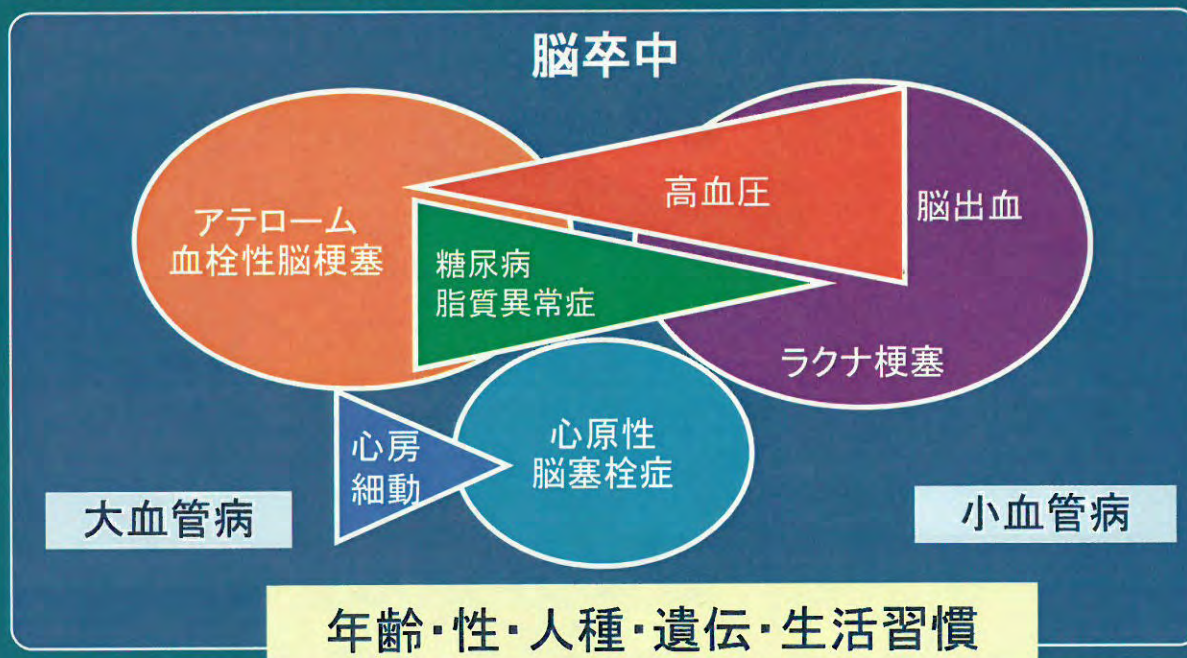 脳卒中
高血圧
脳出血
アテローム
血栓性脳梗塞
糖尿病
脂質異常症
ラクナ梗塞
心房
細動
心原性
脳塞栓症
大血管病
小血管病
年齢・性・人種・遺伝・生活習慣